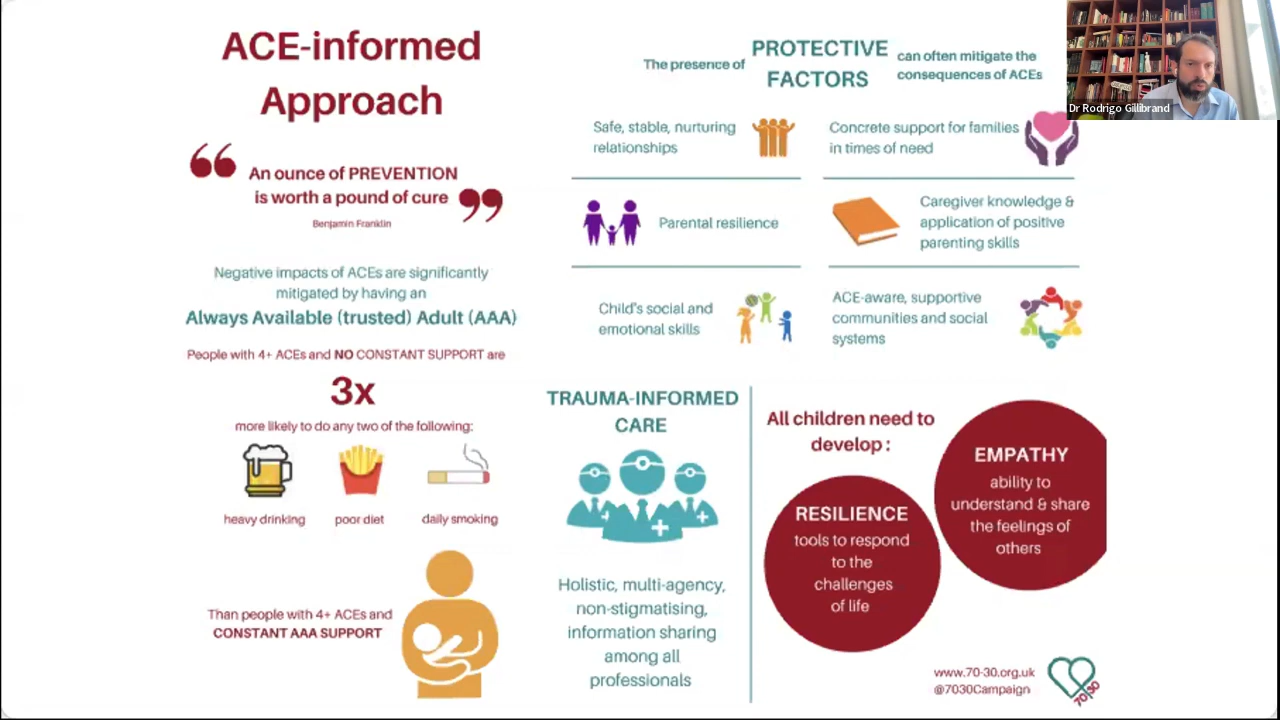 ACE-informed
Approach
An ounce of PREVENTION
is worth a pound of cure
Benjamin Franklin
Negative impacts of ACEs are significantly
mitigated by having an
Always Available (trusted) Adult (AAA)
People with 4+ ACEs and NO CONSTANT SUPPORT are
3x
more likely to do any two of the following:
heavy drinking
poor diet
daily smoking
Than people with 4+ ACEs and
CONSTANT AAA SUPPORT
The presence of
PROTECTIVE
FACTORS
can often mitigate the
consequences of ACEs
Safe, stable, nurturing
relationships
Concrete support for families
in times of need
Parental resilience
Caregiver knowledge &
application of positive
parenting skills
Child's social and
emotional skills
ACE-aware, supportive
communities and social
systems
TRAUMA-INFORMED
CARE
Holistic, multi-agency,
non-stigmatising,
information sharing
among all
professionals
All children need to
develop :
RESILIENCE
tools to respond
to the
challenges
of life
EMPATHY
ability to
understand & share
the feelings of
others
www.70-30.org.uk
@7030Campaign
70/30
Dr Rodrigo Gillibrand